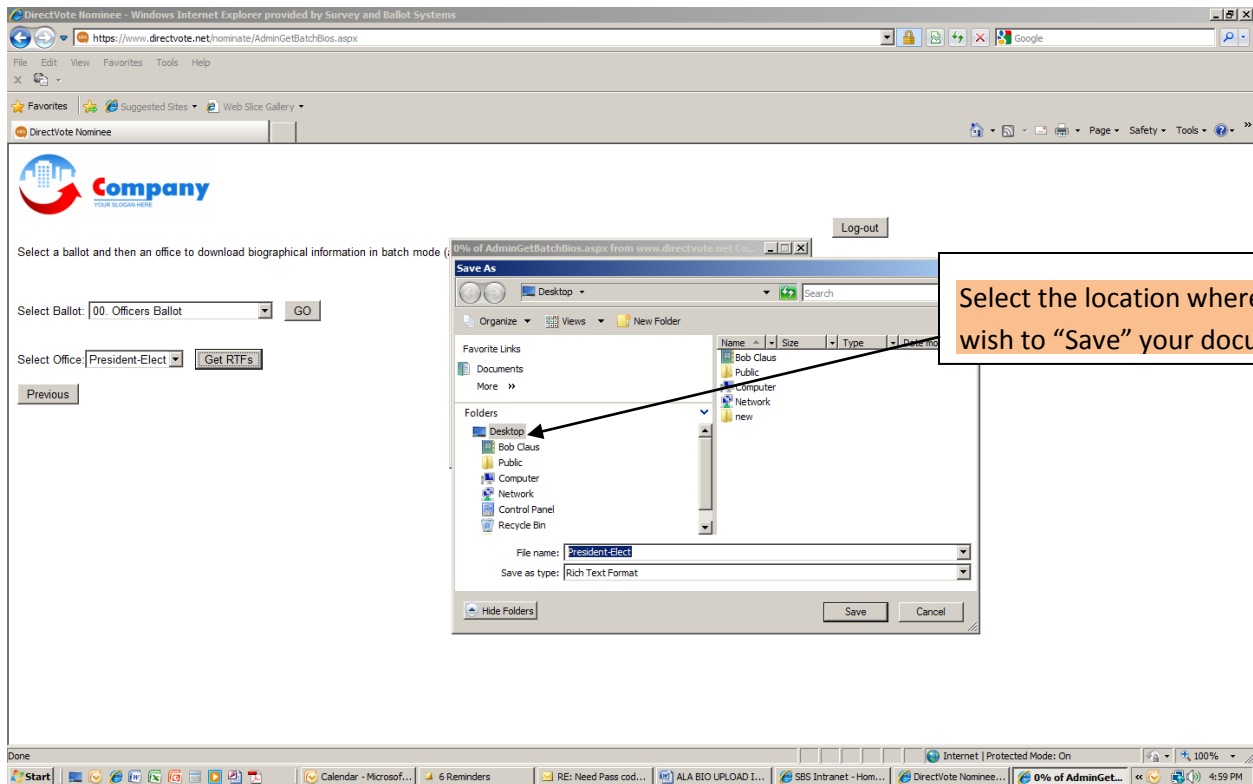 DirectVote Nominee - Windows Internet Explorer provided by Survey and Ballot Systems
https://www.directvote.net/nominate/AdminGetBatchBios.aspx
Google
File Edit View Favorites Tools Help
Favorites Suggested Sites Web Slice Gallery
DirectVote Nominee
Page Safety Tools
Company
YOUR SLOGAN HERE
Log-out
Select a ballot and then an office to download biographical information in batch mode (
0% of AdminGetBatchBios.aspx from www.directvote.net Co...
Save As
Desktop
Search
Select the location where
wish to “Save” your docu
Select Ballot: 00. Officers Ballot GO
Organize Views New Folder
Select Office: President-Elect Get RTFs
Previous
Favorite Links
Documents
More »
Folders
Desktop
Bob Claus
Public
Computer
Network
Control Panel
Recycle Bin
Name Size Type Date mo
Bob Claus
Public
Computer
Network
new
File name: President-Elect
Save as type: Rich Text Format
Hide Folders
Save Cancel
Done
Internet | Protected Mode: On
100%
Start
Calendar - Microsof...
6 Reminders
RE: Need Pass cod...
ALA BIO UPLOAD I...
SBS Intranet - Hom...
DirectVote Nominee...
0% of AdminGet...
4:59 PM